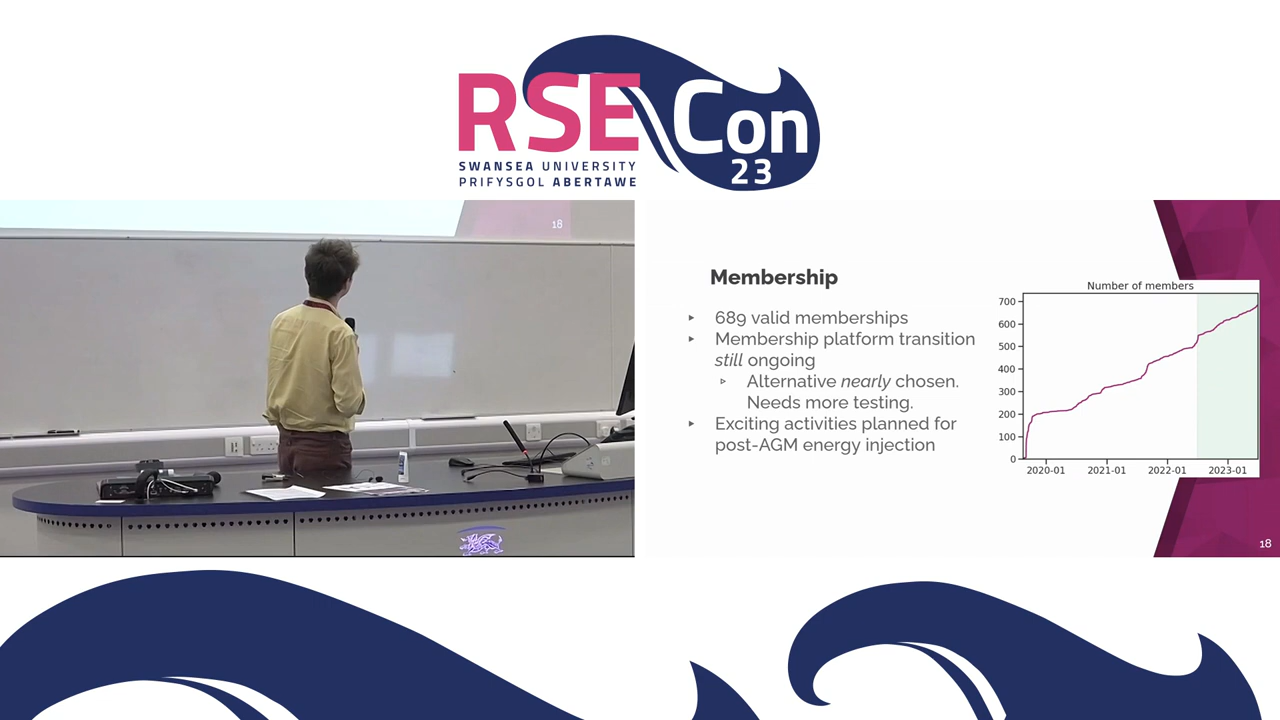 RSE Con
23
SWANSEA UNIVERSITY
PRIFYSGOL ABERTAWE
18
Membership
▸ 689 valid memberships
▸ Membership platform transition
still ongoing
▹ Alternative nearly chosen.
Needs more testing.
▸ Exciting activities planned for
post-AGM energy injection
Number of members
700
600
500
400
300
200
100
0
2020-01 2021-01 2022-01 2023-01
18